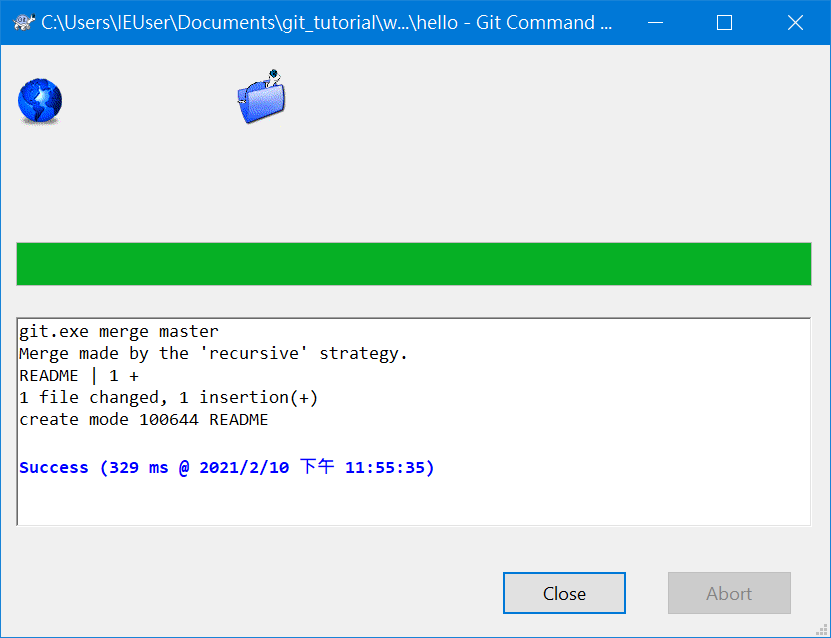 C:\Users\IEUser\Documents\git_tutorial\w...\hello - Git Command ...
git.exe merge master
Merge made by the 'recursive' strategy.
README | 1 +
1 file changed, 1 insertion(+)
create mode 100644 README
Success (329 ms @ 2021/2/10 下午 11:55:35)
Close
Abort